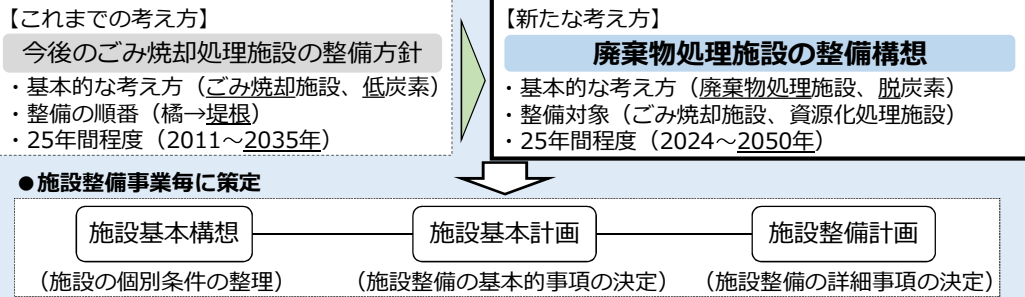 【これまでの考え方】
今後のごみ焼却処理施設の整備方針
・基本的な考え方（ごみ焼却施設、低炭素）
・整備の順番（橘→堤根）
・25年間程度（2011～2035年）
【新たな考え方】
廃棄物処理施設の整備構想
・基本的な考え方（廃棄物処理施設、脱炭素）
・整備対象（ごみ焼却施設、資源化処理施設）
・25年間程度（2024～2050年）
●施設整備事業毎に策定
施設基本構想
（施設の個別条件の整理）
施設基本計画
（施設整備の基本的事項の決定）
施設整備計画
（施設整備の詳細事項の決定）